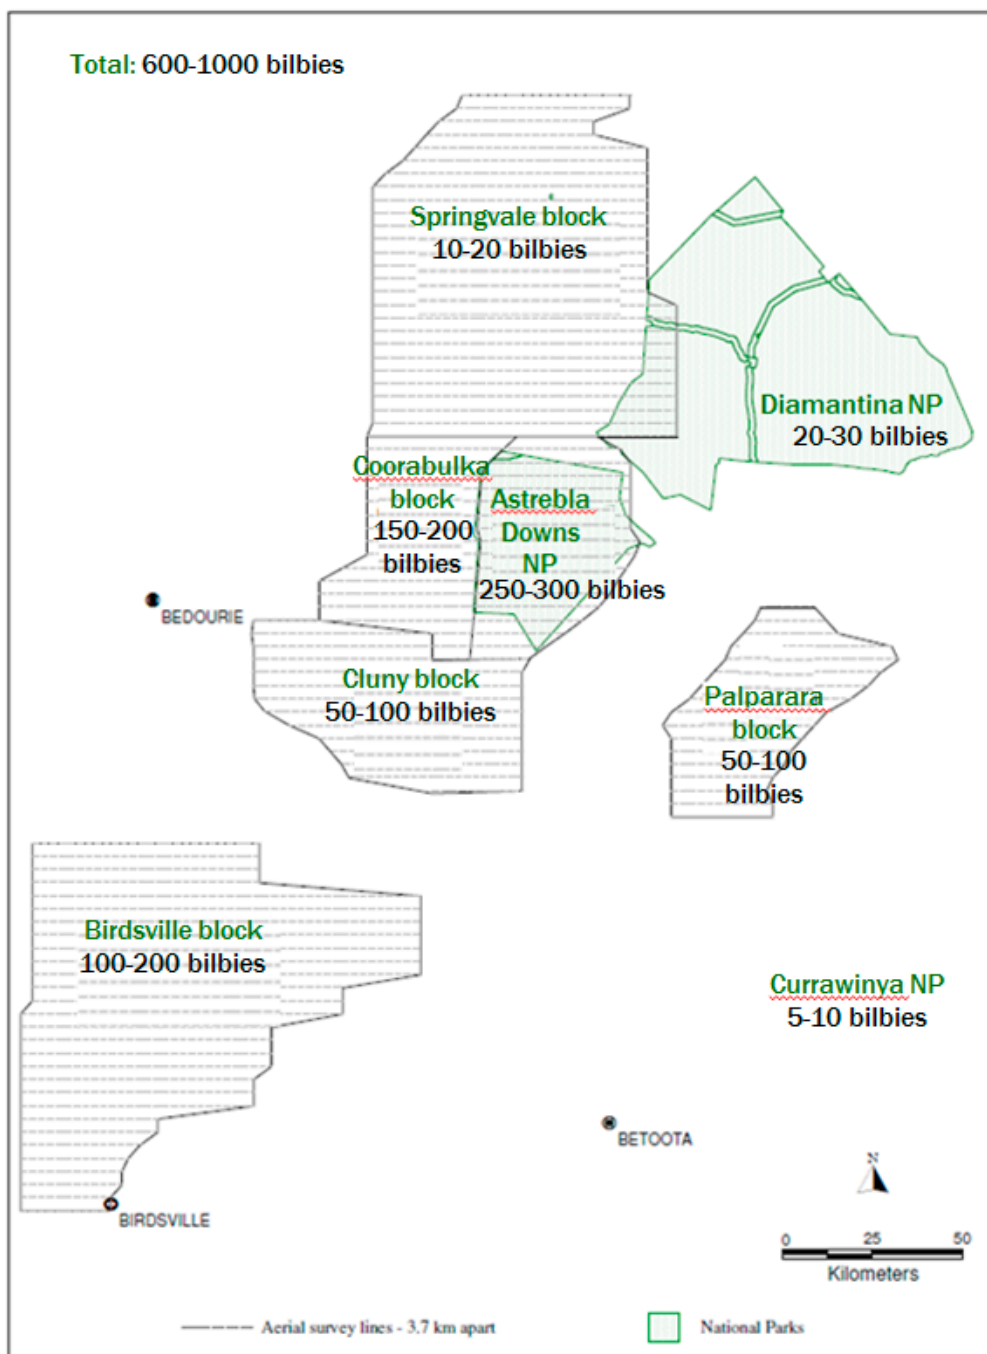 Total: 600-1000 bilbies
Springvale block
10-20 bilbies
Diamantina NP
20-30 bilbies
Coorabulka
block
150-200
bilbies
Astrebla
Downs
NP
250-300 bilbies
BEDOURIE
Cluny block
50-100 bilbies
Palparara
block
50-100
bilbies
Birdsville block
100-200 bilbies
Currawinya NP
5-10 bilbies
BETOOTA
BIRDSVILLE
N
0 25 50
Kilometers
Aerial survey lines - 3.7 km apart
National Parks